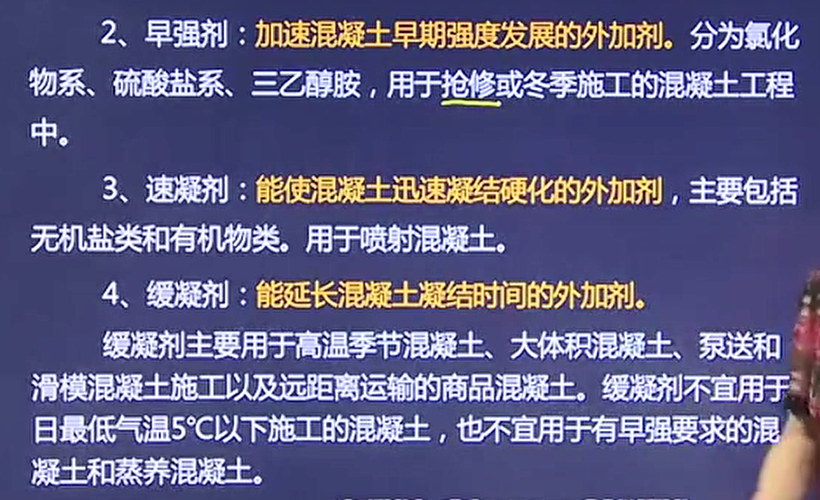 2、早强剂：加速混凝土早期强度发展的外加剂。分为氯化
物系、硫酸盐系、三乙醇胺，用于抢修或冬季施工的混凝土工程
中。
3、速凝剂：能使混凝土迅速凝结硬化的外加剂，主要包括
无机盐类和有机物类。用于喷射混凝土。
4、缓凝剂：能延长混凝土凝结时间的外加剂。
缓凝剂主要用于高温季节混凝土、大体积混凝土、泵送和
滑模混凝土施工以及远距离运输的商品混凝土。缓凝剂不宜用于
日最低气温5℃以下施工的混凝土，也不宜用于有早强要求的混
凝土和蒸养混凝土。